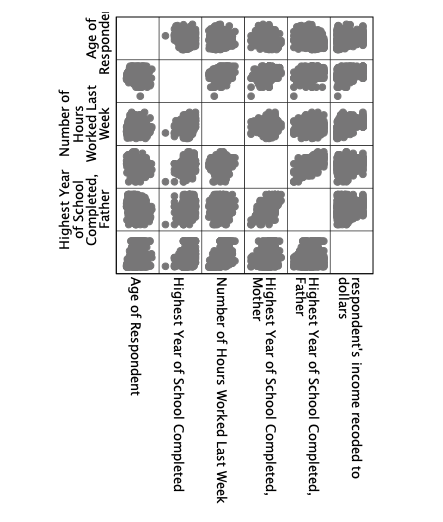 Age of
Responde
Number of
Hours
Worked Last
Week
Highest Year
of School
Completed,
Father
Age of Respondent
Highest Year of School Completed
Number of Hours Worked Last Week
Highest Year of School Completed,
Mother
Highest Year of School Completed,
Father
respondent's income recoded to
dollars